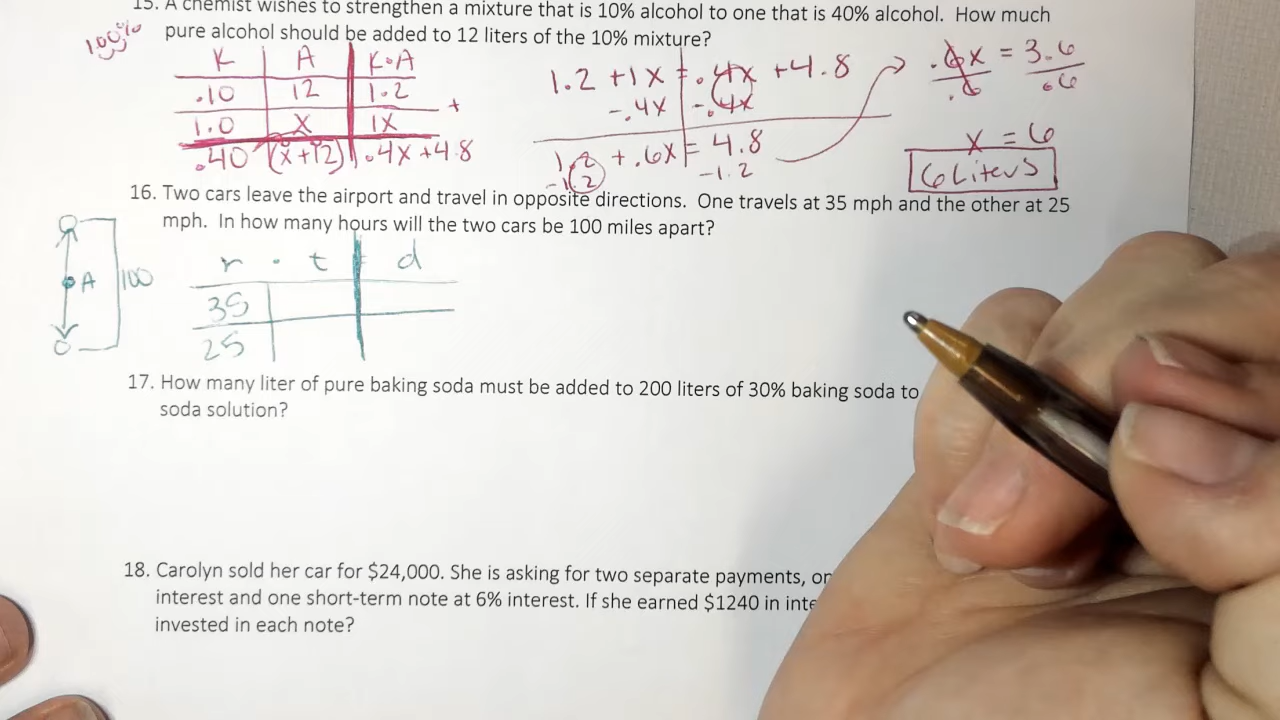 15. A chemist wishes to strengthen a mixture that is 10% alcohol to one that is 40% alcohol. How much
pure alcohol should be added to 12 liters of the 10% mixture?
100%
K A K·A
.10 12 1.2
1.0 x 1x +
.40 (x+12) .4x+4.8
1.2 + 1x = .4x + 4.8
-.4x -.4x
1.2 + .6x = 4.8
-1.2 -1.2
.6x = 3.6
.6 .6
x = 6
6 Liters
16. Two cars leave the airport and travel in opposite directions. One travels at 35 mph and the other at 25
mph. In how many hours will the two cars be 100 miles apart?
A 100
r · t = d
35
25
17. How many liter of pure baking soda must be added to 200 liters of 30% baking soda to
soda solution?
18. Carolyn sold her car for $24,000. She is asking for two separate payments,
interest and one short-term note at 6% interest. If she earned $1240 in
invested in each note?